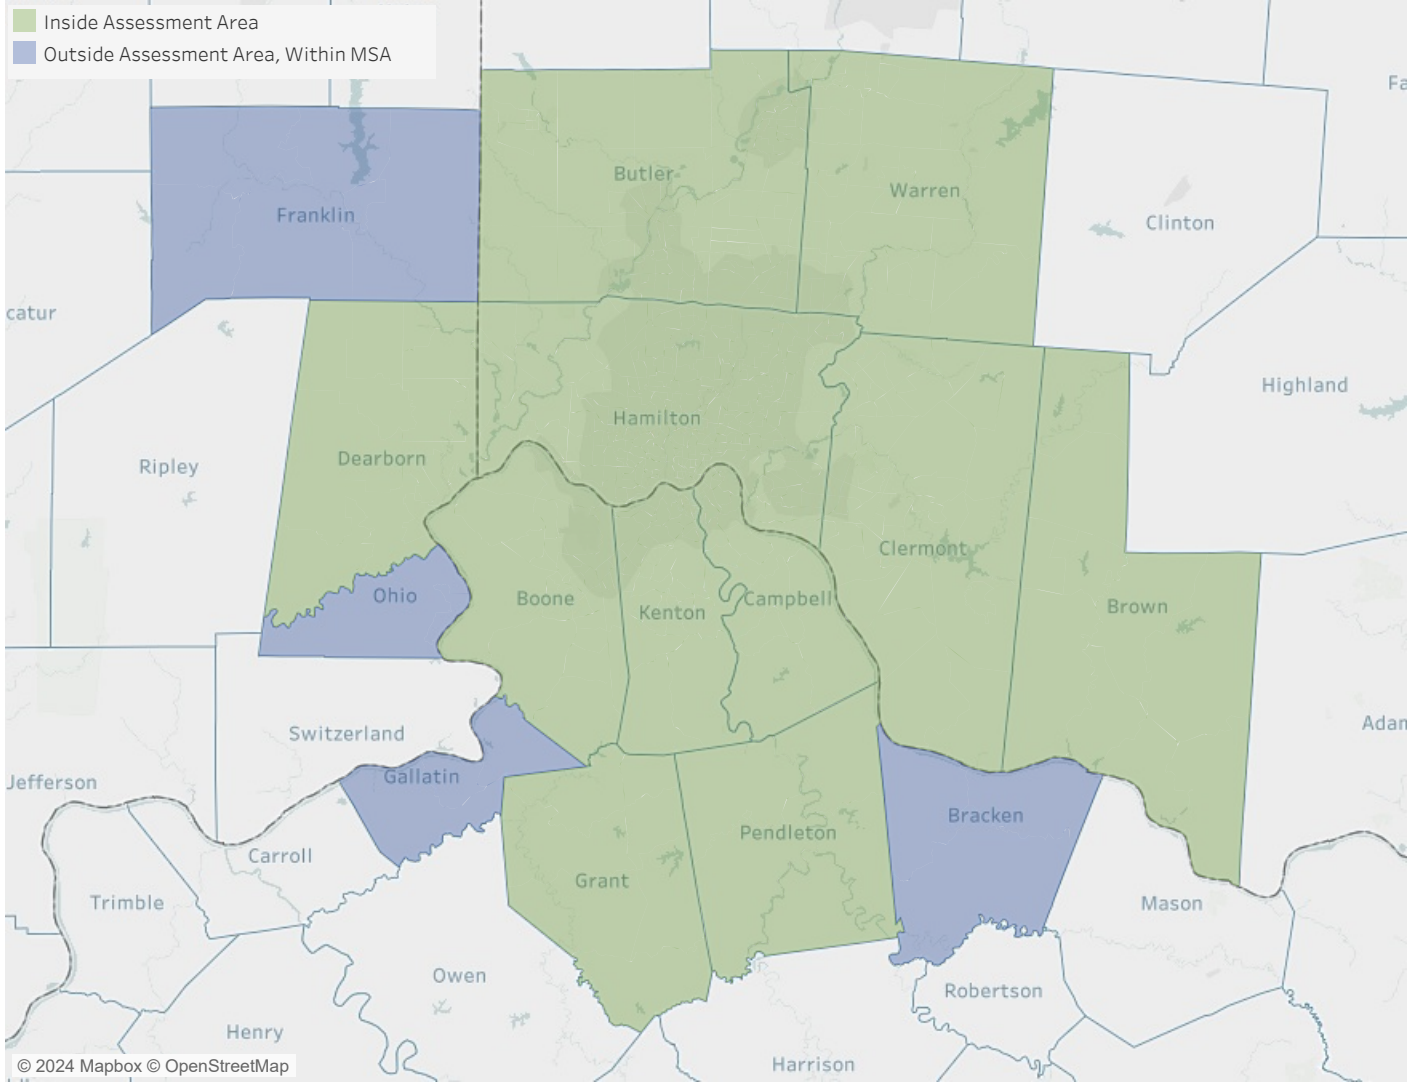 Inside Assessment Area
Outside Assessment Area, Within MSA
Fa
Butler
Warren
Franklin
Clinton
catur
Highland
Hamilton
Dearborn
Ripley
Clermont
Ohio
Boone
Kenton
Campbell
Brown
Switzerland
Adan
Jefferson
Gallatin
Bracken
Pendleton
Carroll
Grant
Trimble
Mason
Owen
Robertson
Henry
Harrison
© 2024 Mapbox © OpenStreetMap